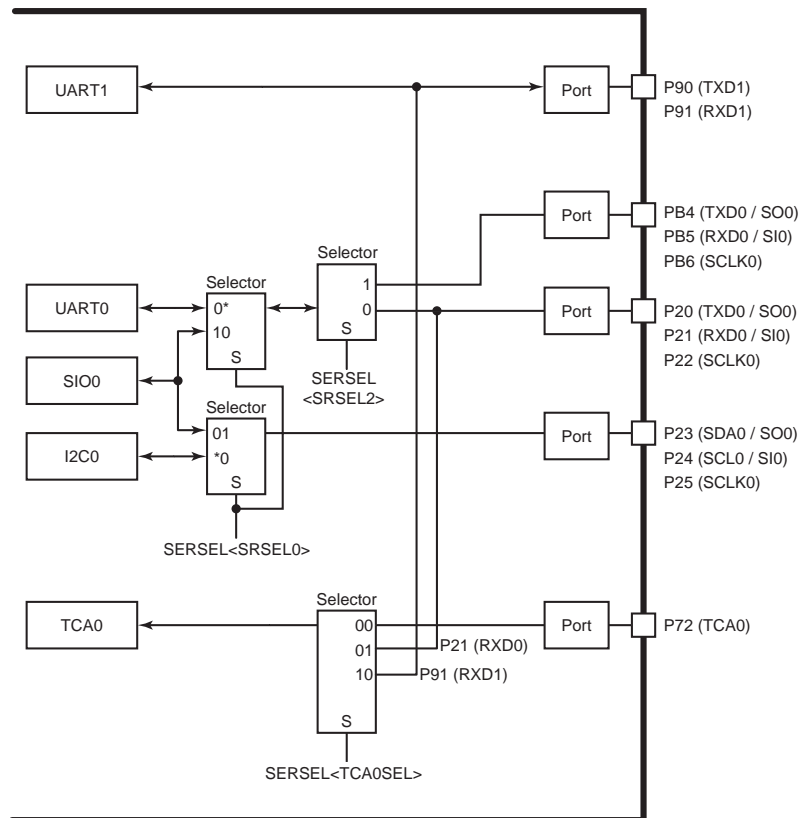 UART1
Port
P90 (TXD1)
P91 (RXD1)
Port
PB4 (TXD0 / SO0)
PB5 (RXD0 / SI0)
PB6 (SCLK0)
Selector
1
0
S
SERSEL
<SRSEL2>
Selector
0*
10
S
UART0
Port
P20 (TXD0 / SO0)
P21 (RXD0 / SI0)
P22 (SCLK0)
SIO0
Selector
01
*0
S
I2C0
Port
P23 (SDA0 / SO0)
P24 (SCL0 / SI0)
P25 (SCLK0)
SERSEL<SRSEL0>
Selector
TCA0
00
01
10
S
P21 (RXD0)
P91 (RXD1)
Port
P72 (TCA0)
SERSEL<TCA0SEL>